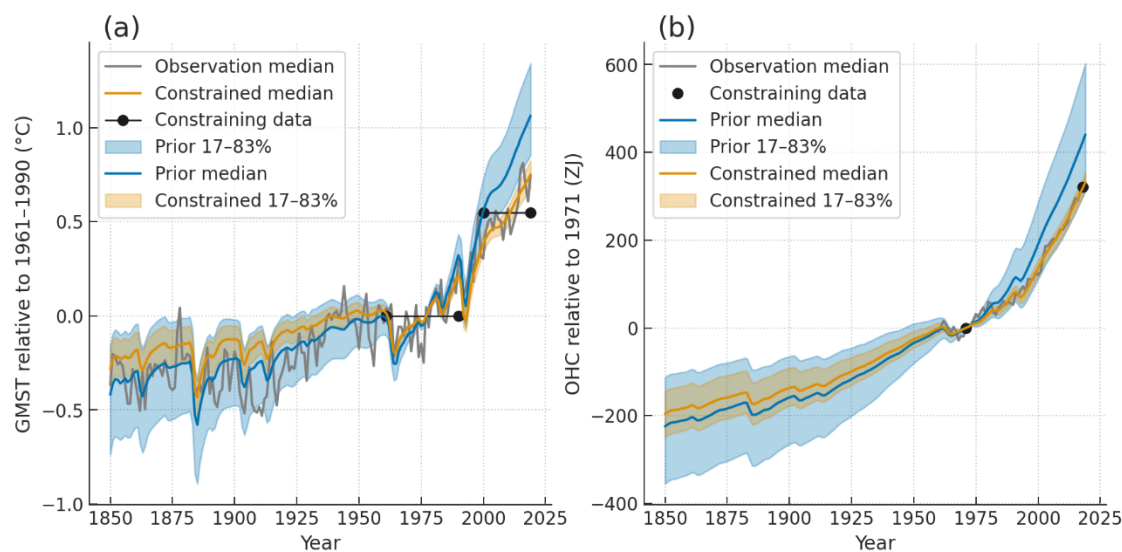 (a)
GMST relative to 1961–1990 (°C)
Observation median
Constrained median
Constraining data
Prior 17–83%
Prior median
Constrained 17–83%
1.0
0.5
0.0
−0.5
−1.0
1850 1875 1900 1925 1950 1975 2000 2025
Year
(b)
OHC relative to 1971 (ZJ)
Observation median
Constraining data
Prior median
Prior 17–83%
Constrained median
Constrained 17–83%
600
400
200
0
−200
−400
1850 1875 1900 1925 1950 1975 2000 2025
Year